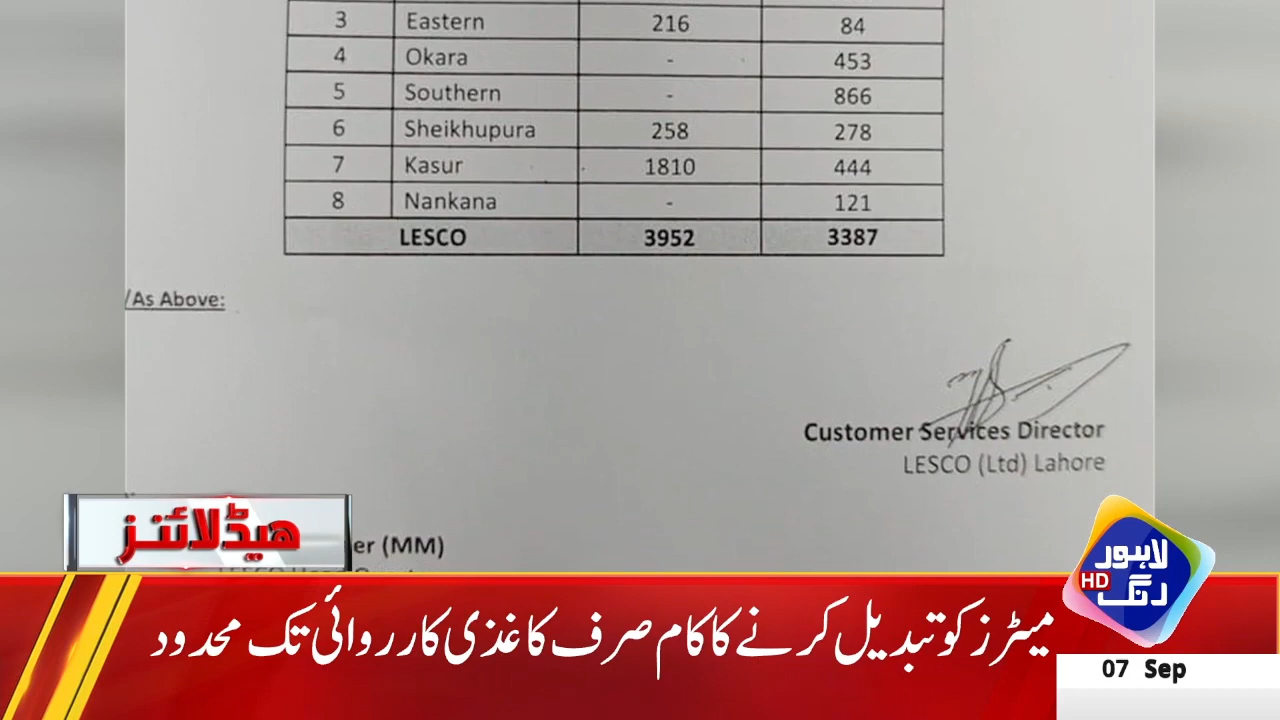 3 Eastern 216 84
4 Okara - 453
5 Southern - 866
6 Sheikhupura 258 278
7 Kasur 1810 444
8 Nankana - 121
LESCO 3952 3387
/As Above:
Customer Services Director
LESCO (Ltd) Lahore
er (MM)
ہیڈلائنز
لاہور
رنگ
HD
میٹرز کو تبدیل کرنے کا کام صرف کاغذی کارروائی تک محدود
07 Sep